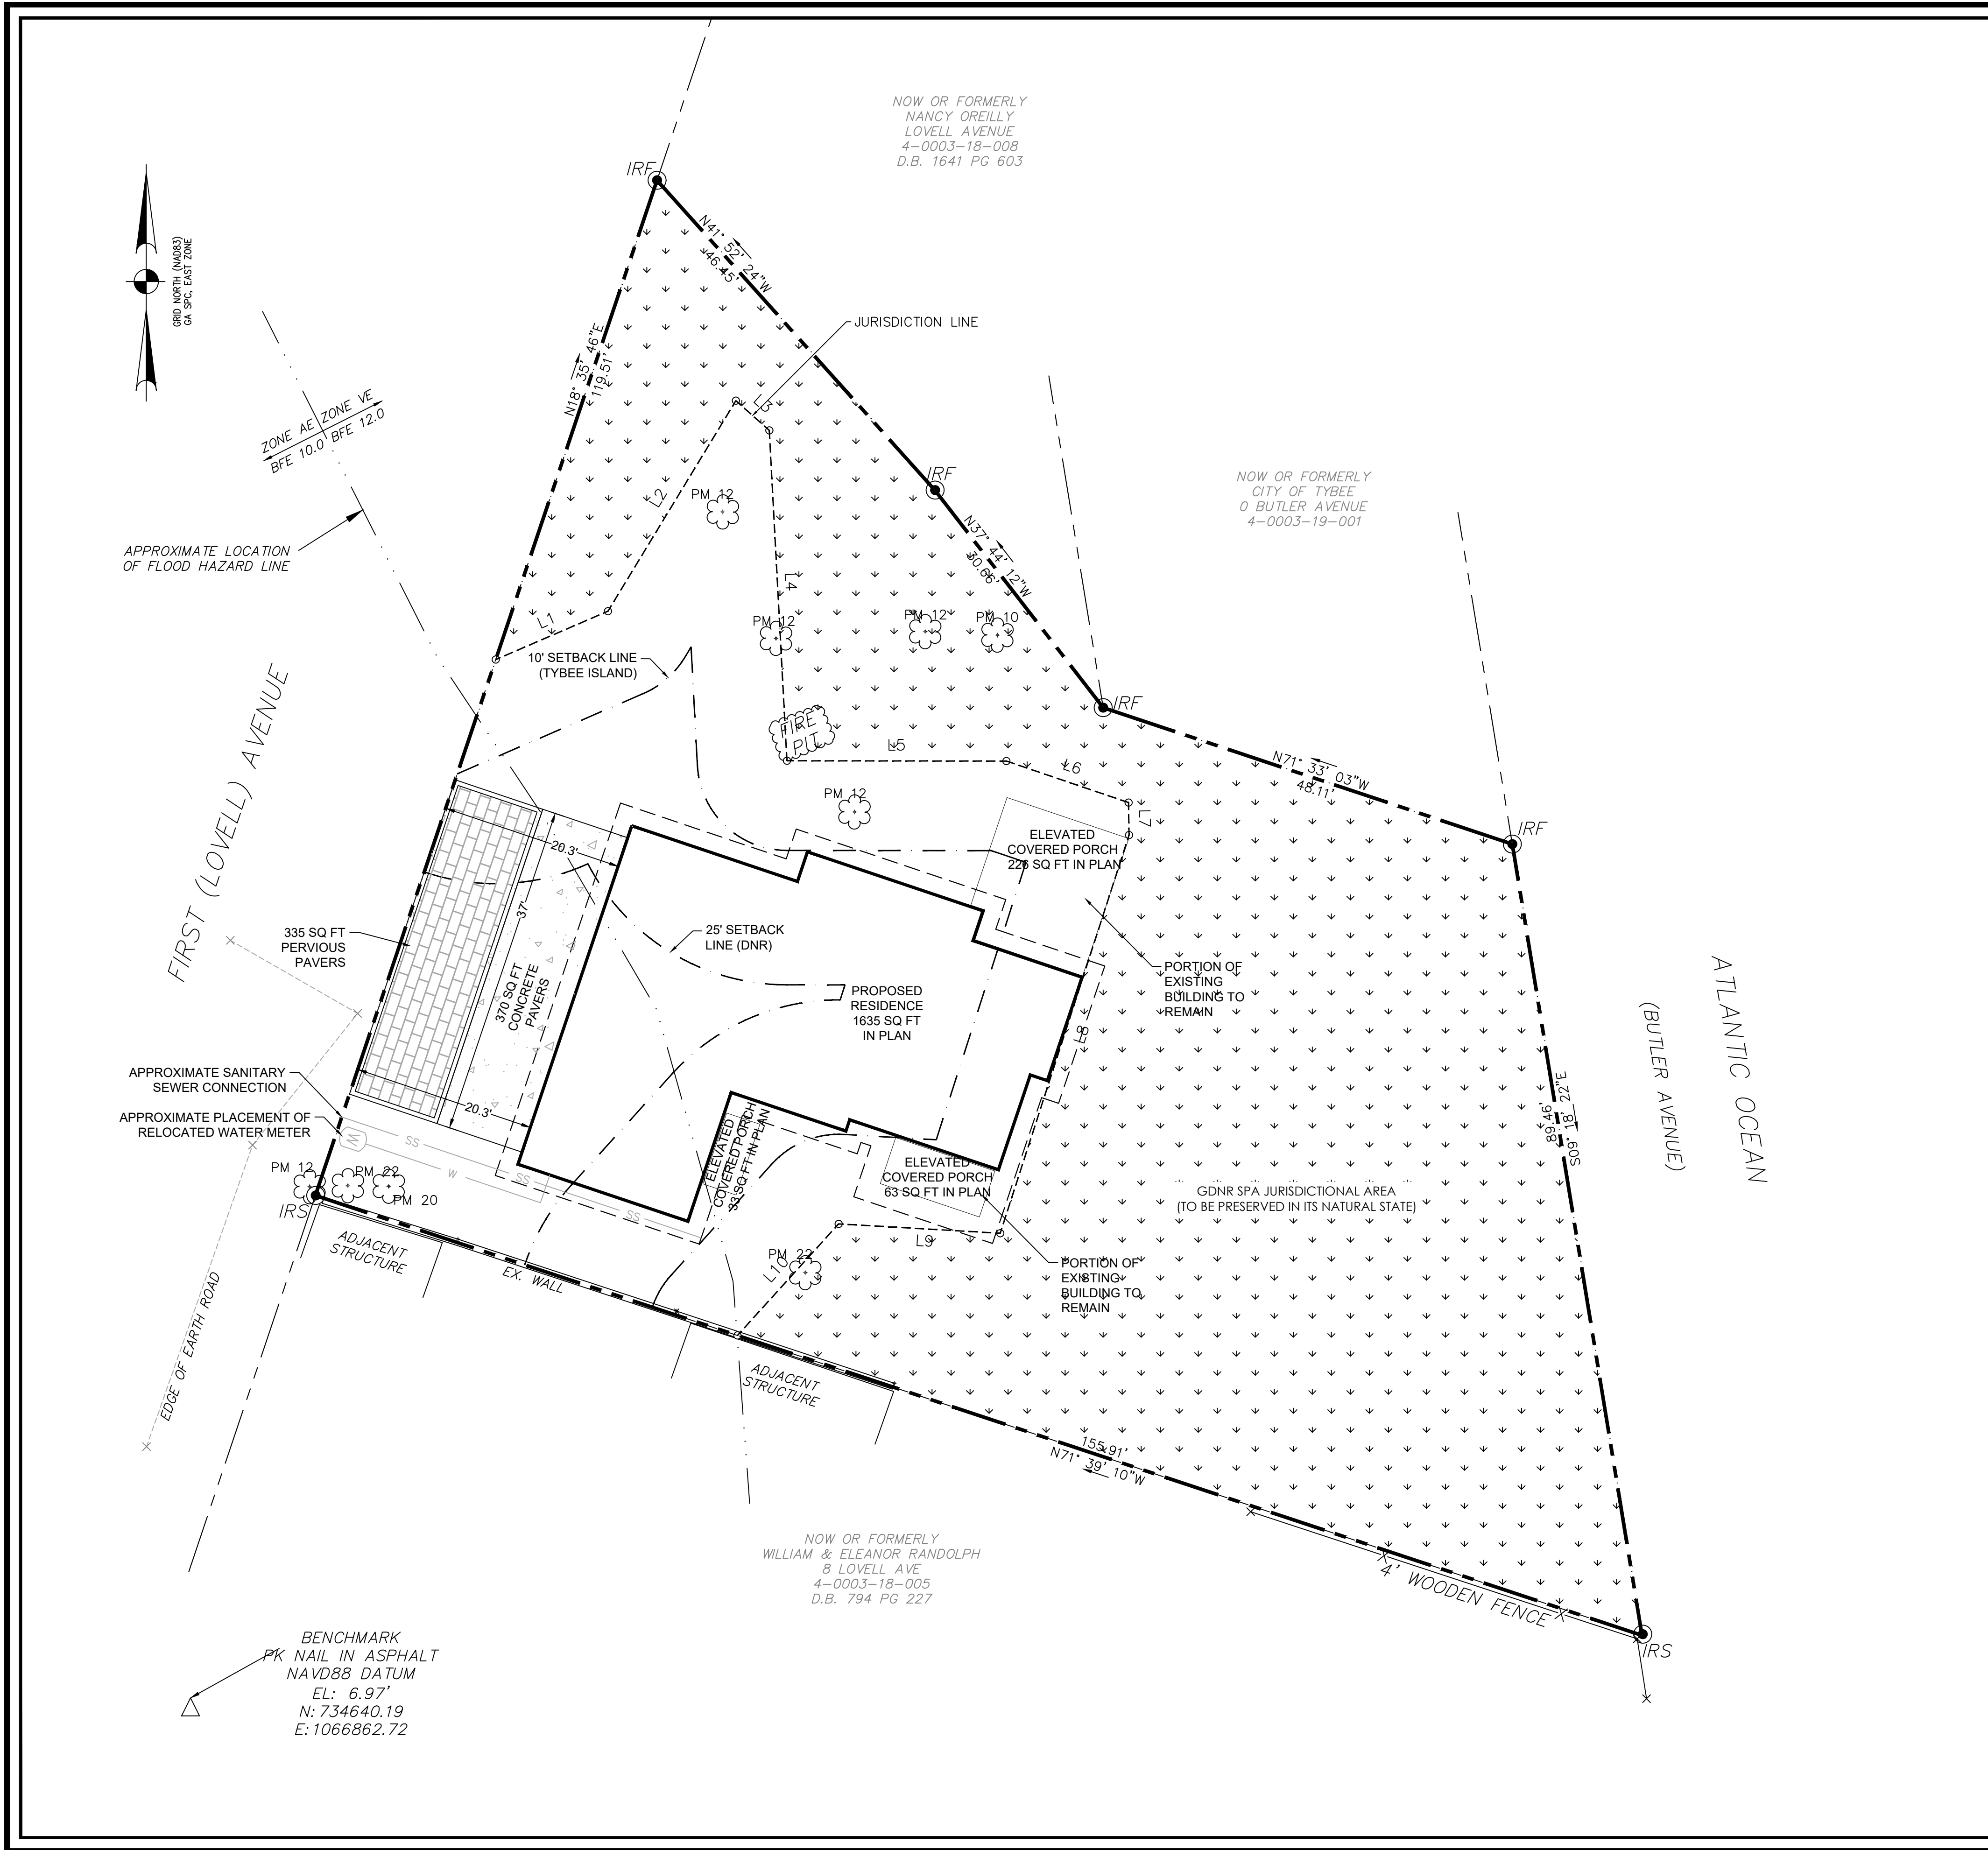 NOW OR FORMERLY
NANCY OREILLY
LOVELL AVENUE
4-0003-18-008
D.B. 1641 PG 603
IRF
N41° 52' 24"W
46.45'
GRID NORTH (NAD83)
GA SPC, EAST ZONE
JURISDICTION LINE
N18° 35' 46"E
119.51'
ZONE AE ZONE VE
BFE 10.0 BFE 12.0
L3
IRF
NOW OR FORMERLY
CITY OF TYBEE
0 BUTLER AVENUE
4-0003-19-001
L2
PM 12
N37° 44' 12"W
30.66'
APPROXIMATE LOCATION
OF FLOOD HAZARD LINE
L4
L1
PM 12
PM 12
PM 10
10' SETBACK LINE
(TYBEE ISLAND)
IRF
FIRST (LOVELL) AVENUE
FIRE
PIT
L5
L6
N71° 33' 03"W
48.11'
PM 12
L7
IRF
ELEVATED
COVERED PORCH
226 SQ FT IN PLAN
20.3'
37'
335 SQ FT
PERVIOUS
PAVERS
25' SETBACK
LINE (DNR)
370 SQ FT
CONCRETE
PAVERS
PORTION OF
EXISTING
BUILDING TO
REMAIN
PROPOSED
RESIDENCE
1635 SQ FT
IN PLAN
L8
ATLANTIC OCEAN
(BUTLER AVENUE)
APPROXIMATE SANITARY
SEWER CONNECTION
APPROXIMATE PLACEMENT OF
RELOCATED WATER METER
20.3'
W
SS
W
SS
SS
PM 12
PM 22
PM 20
IRS
ELEVATED
COVERED PORCH
33 SQ FT IN PLAN
ELEVATED
COVERED PORCH
63 SQ FT IN PLAN
S09° 18' 22"E
89.46'
GDNR SPA JURISDICTIONAL AREA
(TO BE PRESERVED IN ITS NATURAL STATE)
L9
PM 22
L10
ADJACENT
STRUCTURE
EX. WALL
PORTION OF
EXISTING
BUILDING TO
REMAIN
EDGE OF EARTH ROAD
ADJACENT
STRUCTURE
155.91'
N71° 39' 10"W
NOW OR FORMERLY
WILLIAM & ELEANOR RANDOLPH
8 LOVELL AVE
4-0003-18-005
D.B. 794 PG 227
4' WOODEN FENCE
IRS
BENCHMARK
PK NAIL IN ASPHALT
NAVD88 DATUM
EL: 6.97'
N: 734640.19
E: 1066862.72